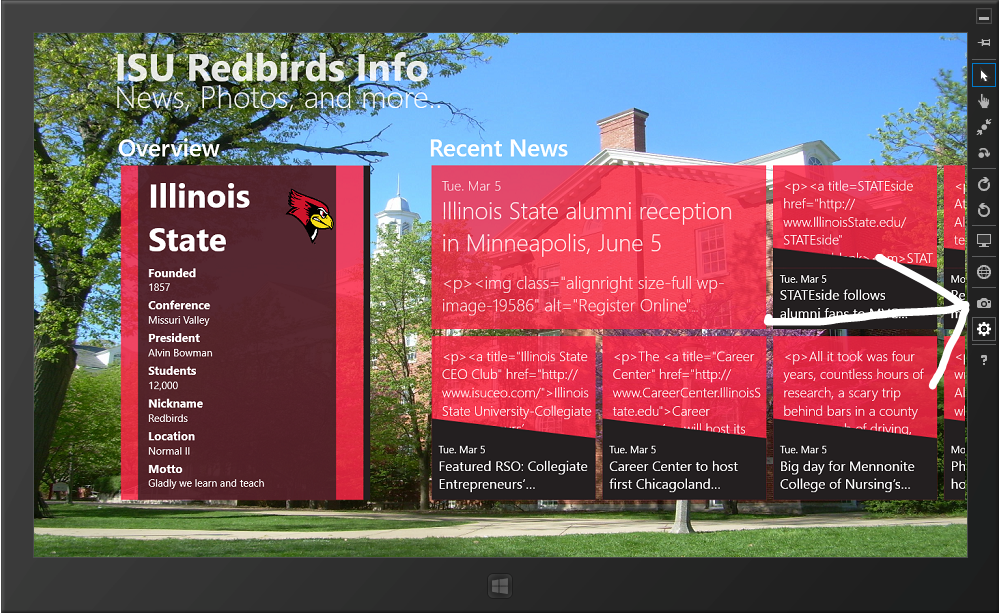 ISU Redbirds Info
News, Photos, and more..
Overview
Illinois
State
Founded
1857
Conference
Missuri Valley
President
Alvin Bowman
Students
12,000
Nickname
Redbirds
Location
Normal Il
Motto
Gladly we learn and teach
Recent News
Tue. Mar 5
Illinois State alumni reception
in Minneapolis, June 5
<p><img class="alignright size-full wp-
image-19586" alt="Register Online"...
<p><a title=STATEside
href="http://
www.IllinoisState.edu/
STATEside"
STAT
Tue. Mar 5
STATEside follows
alumni fans to
<p><a title="Illinois State
CEO Club" href="http://
www.isuceo.com/">Illinois
State University-Collegiate
Tue. Mar 5
Featured RSO: Collegiate
Entrepreneurs'...
<p>The <a title="Career
Center" href="http://
www.CareerCenter.IllinoisS
tate.edu">Career
will host its
Tue. Mar 5
Career Center to host
first Chicagoland...
<p>All it took was four
years, countless hours of
research, a scary trip
behind bars in a county
of driving,
Tue. Mar 5
Big day for Mennonite
College of Nursing's...